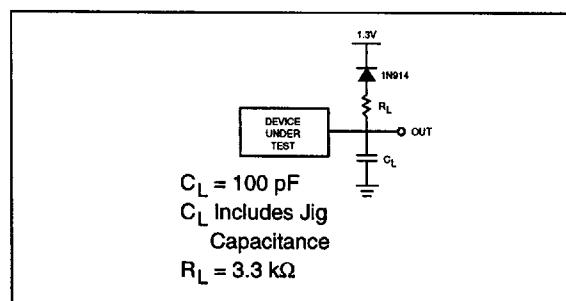 1.3V
1N914
RL
DEVICE
UNDER
TEST
OUT
CL
CL = 100 pF
CL Includes Jig
Capacitance
RL = 3.3 kΩ